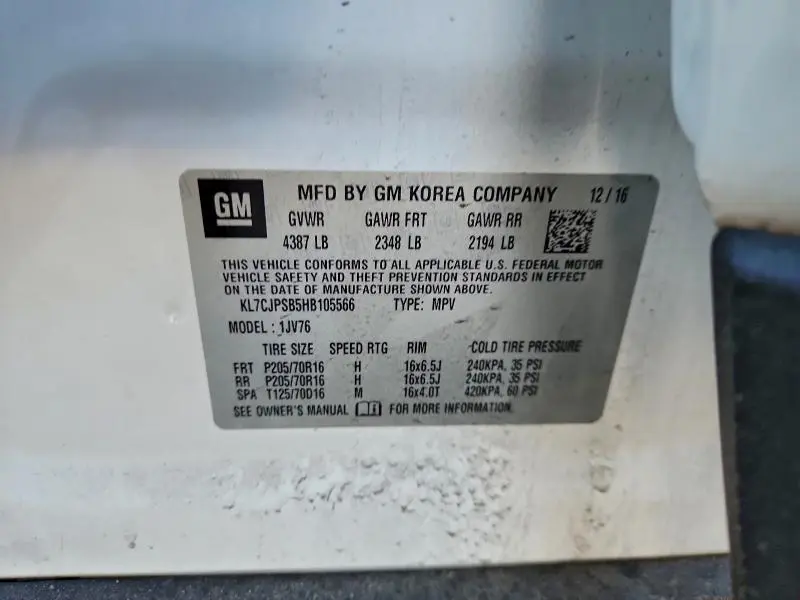 GM MFD BY GM KOREA COMPANY 12/16
GVWR GAWR FRT GAWR RR
4387 LB 2348 LB 2194 LB
THIS VEHICLE CONFORMS TO ALL APPLICABLE U.S. FEDERAL MOTOR
VEHICLE SAFETY AND THEFT PREVENTION STANDARDS IN EFFECT
ON THE DATE OF MANUFACTURE SHOWN ABOVE.
KL7CJPSB5HB105566 TYPE: MPV
MODEL: 1JV76
TIRE SIZE SPEED RTG RIM COLD TIRE PRESSURE
FRT P205/70R16 H 16x6.5J 240KPA, 35 PSI
RR P205/70R16 H 16x6.5J 240KPA, 35 PSI
SPA T125/70D16 M 16x4.0T 420KPA, 60 PSI
SEE OWNER'S MANUAL FOR MORE INFORMATION.